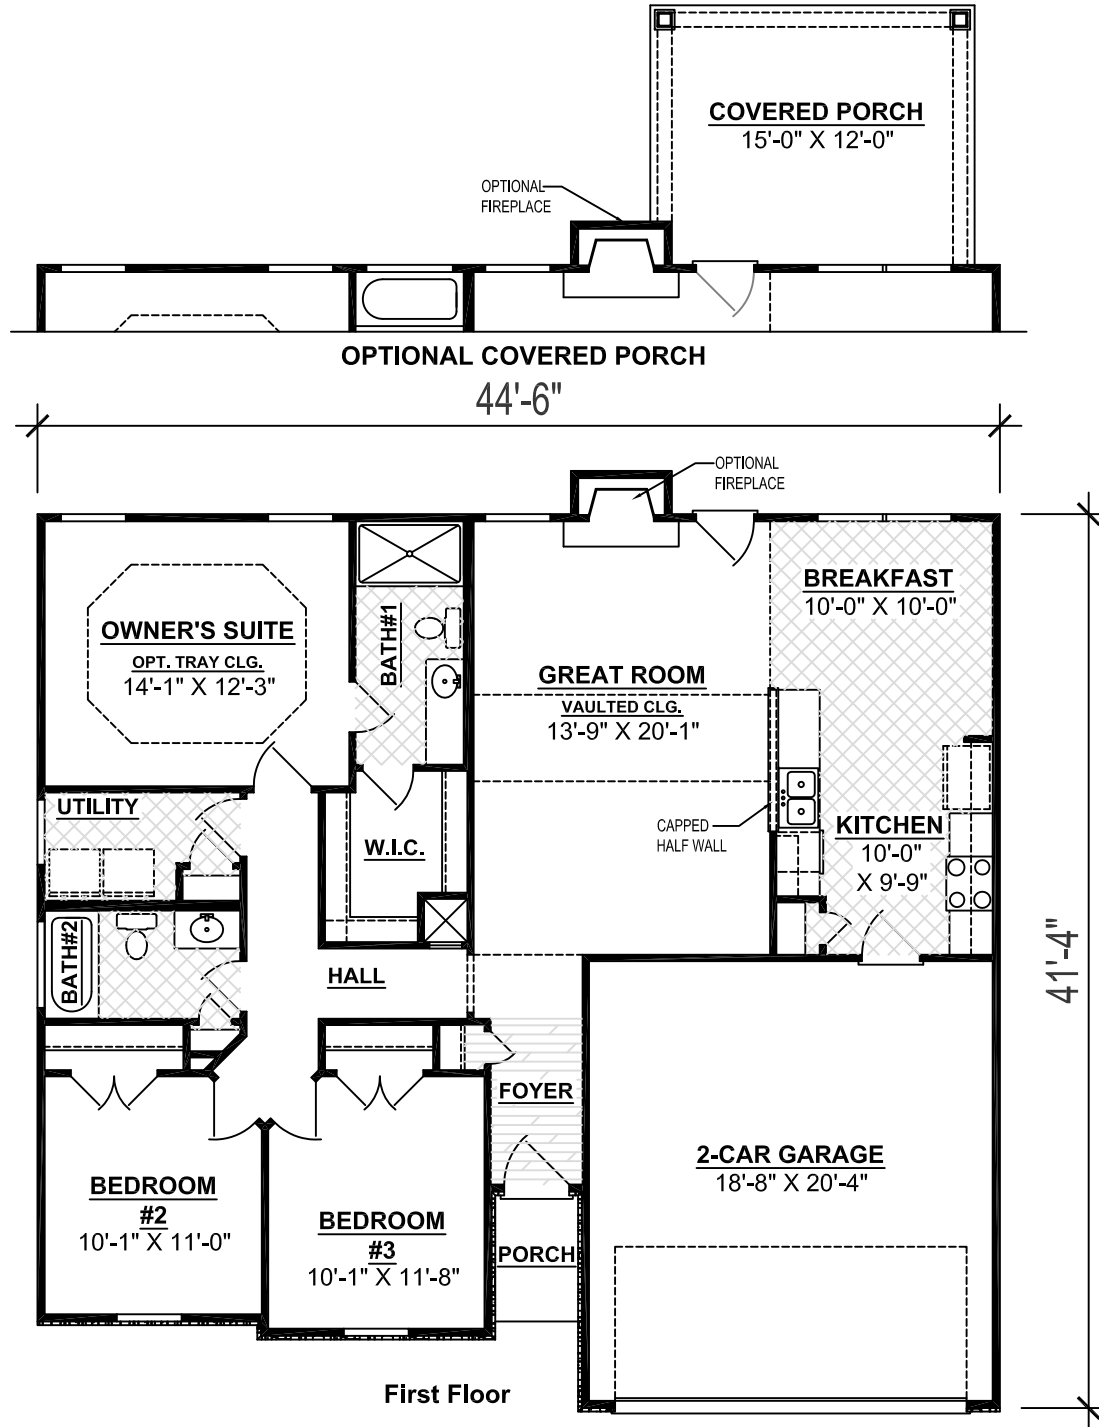 COVERED PORCH
15'-0" X 12'-0"
OPTIONAL
FIREPLACE
OPTIONAL COVERED PORCH
44'-6"
OPTIONAL
FIREPLACE
BREAKFAST
10'-0" X 10'-0"
OWNER'S SUITE
OPT. TRAY CLG.
14'-1" X 12'-3"
BATH#1
GREAT ROOM
VAULTED CLG.
13'-9" X 20'-1"
UTILITY
W.I.C.
CAPPED
HALF WALL
KITCHEN
10'-0"
X 9'-9"
BATH#2
HALL
41'-4"
FOYER
2-CAR GARAGE
18'-8" X 20'-4"
BEDROOM
#2
10'-1" X 11'-0"
BEDROOM
#3
10'-1" X 11'-8"
PORCH
First Floor